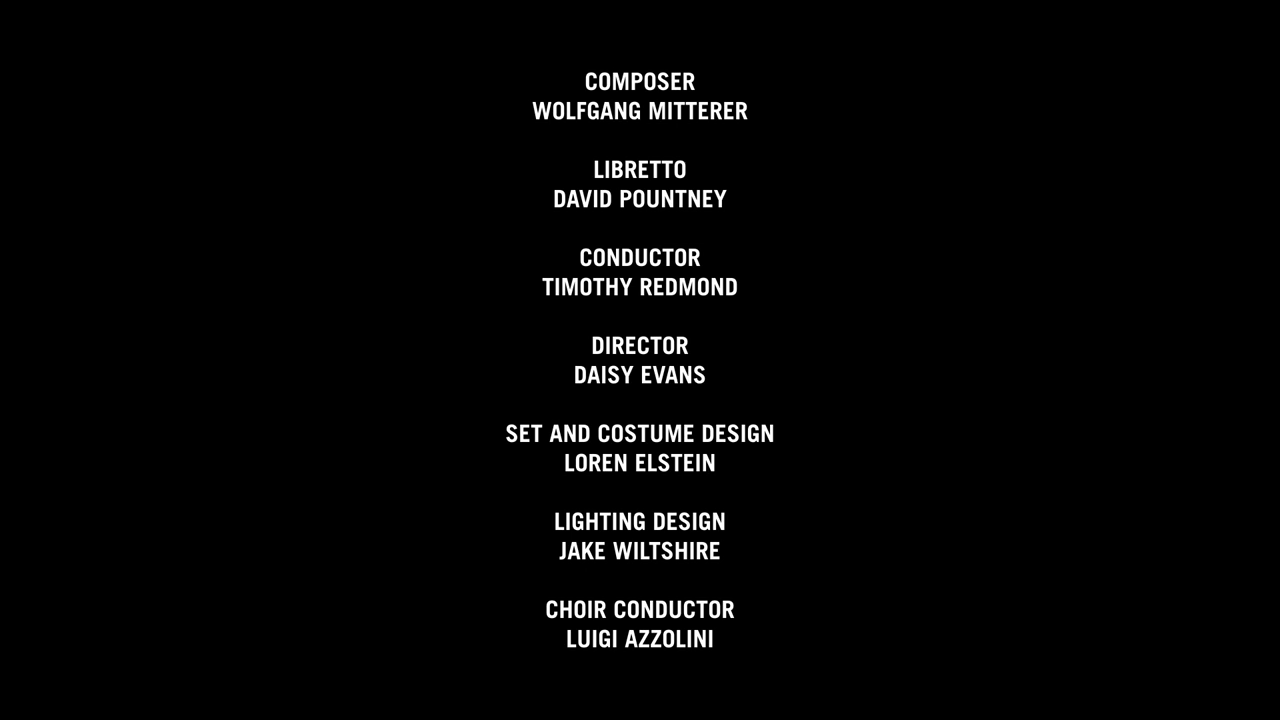 COMPOSER
WOLFGANG MITTERER
LIBRETTO
DAVID POUNTNEY
CONDUCTOR
TIMOTHY REDMOND
DIRECTOR
DAISY EVANS
SET AND COSTUME DESIGN
LOREN ELSTEIN
LIGHTING DESIGN
JAKE WILTSHIRE
CHOIR CONDUCTOR
LUIGI AZZOLINI